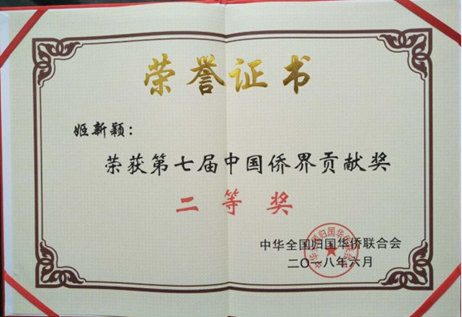 荣誉证书
姬新颖：
荣获第七届中国侨界贡献奖
二等奖
中华全国归国华侨联合会
二〇一八年六月